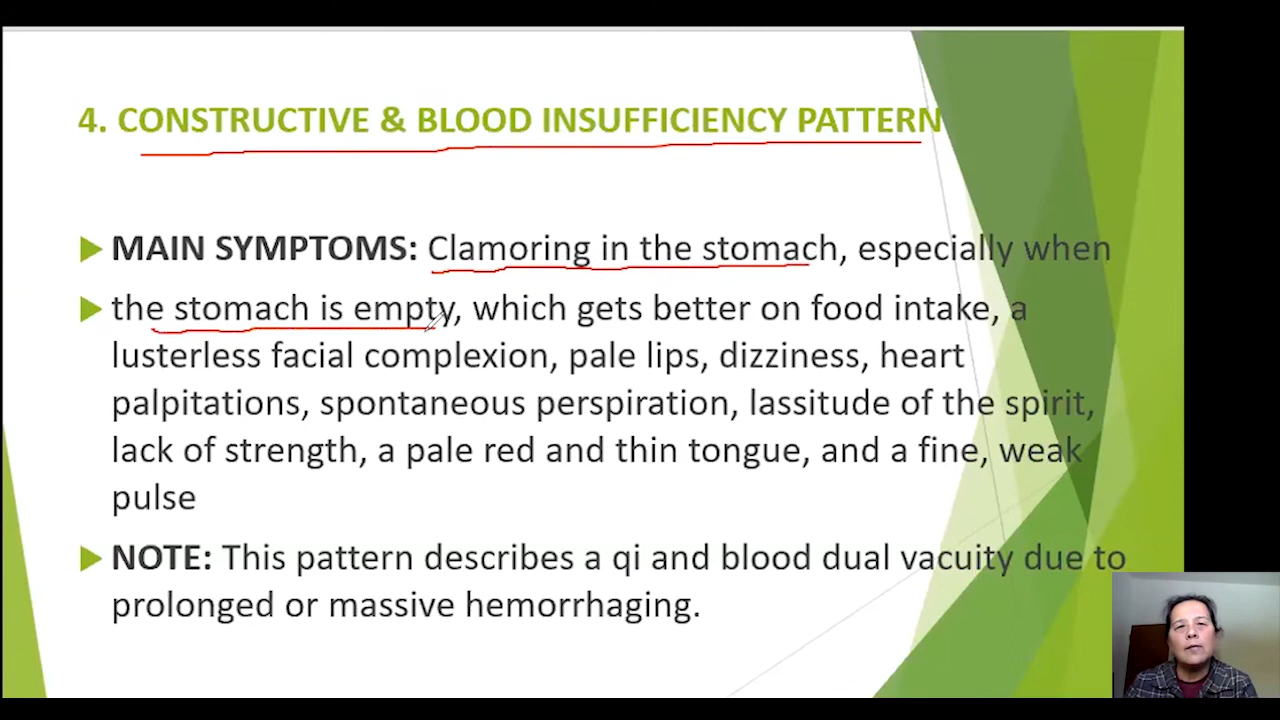 4. CONSTRUCTIVE & BLOOD INSUFFICIENCY PATTERN
MAIN SYMPTOMS: Clamoring in the stomach, especially when
the stomach is empty, which gets better on food intake, a
lusterless facial complexion, pale lips, dizziness, heart
palpitations, spontaneous perspiration, lassitude of the spirit,
lack of strength, a pale red and thin tongue, and a fine, weak
pulse
NOTE: This pattern describes a qi and blood dual vacuity due to
prolonged or massive hemorrhaging.